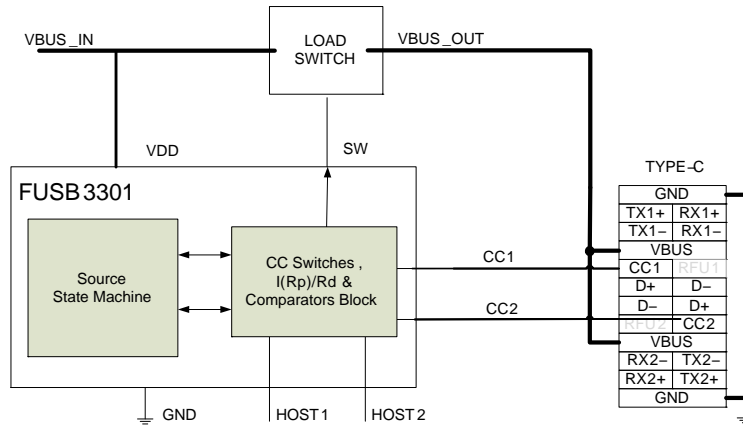 VBUS_IN
LOAD
SWITCH
VBUS_OUT
VDD
SW
TYPE-C
FUSB3301
Source
State Machine
CC Switches ,
I(Rp)/Rd &
Comparators Block
CC1
CC2
GND
TX1+ RX1+
TX1− RX1−
VBUS
CC1 RFU1
D+ D−
D− D+
RFU2 CC2
VBUS
RX2− TX2−
RX2+ TX2+
GND
GND
HOST1
HOST2